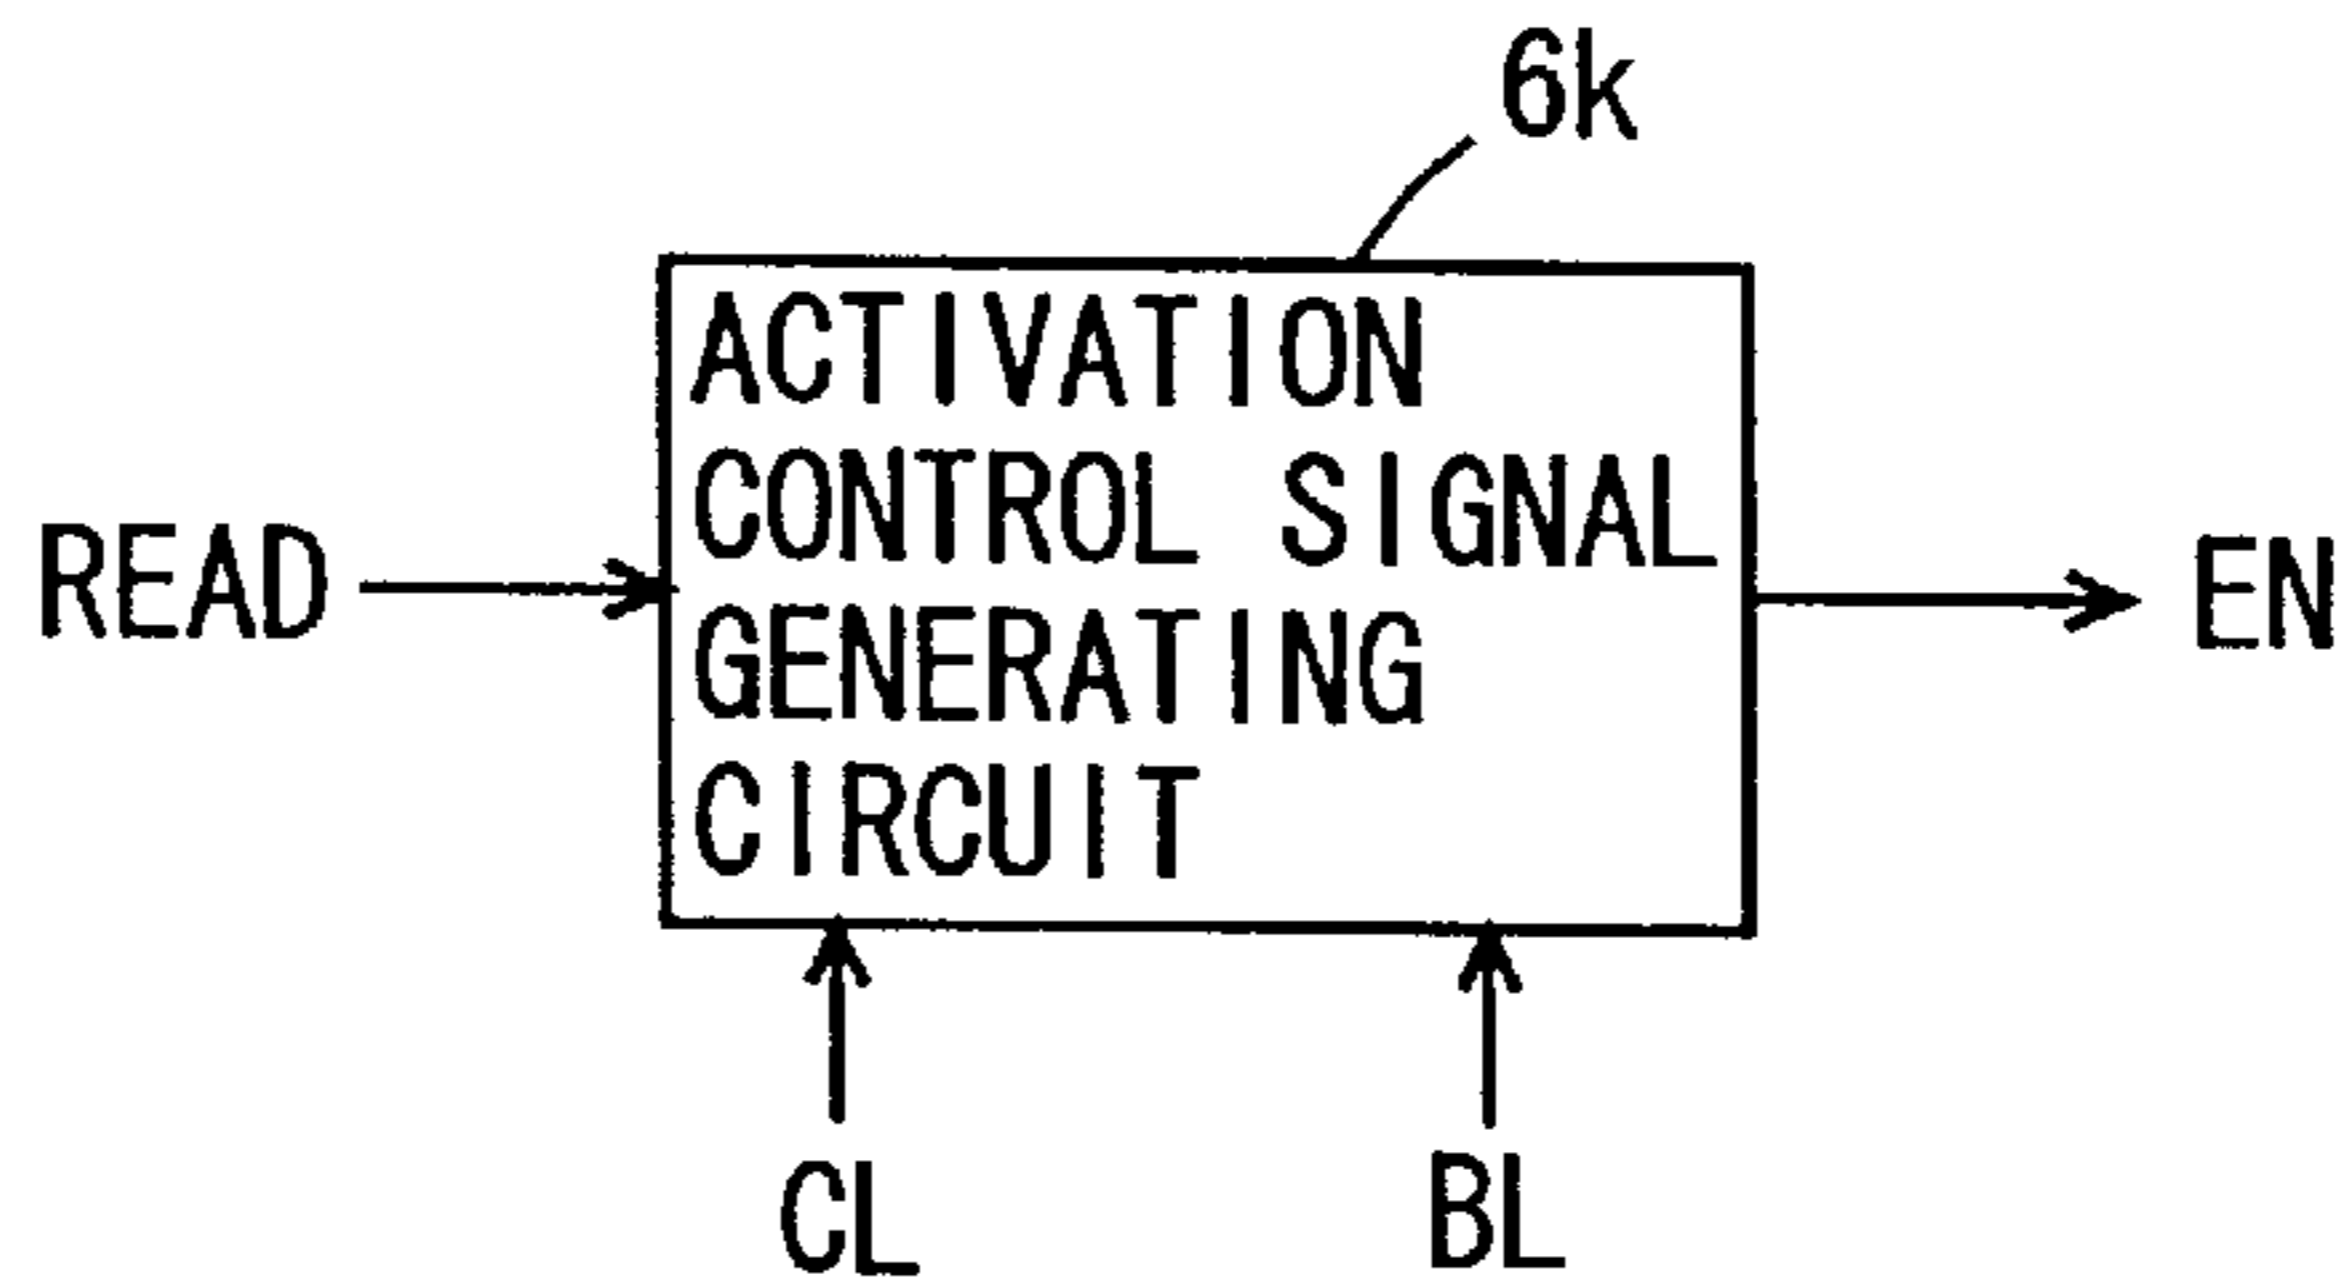 6k
ACTIVATION
CONTROL SIGNAL
GENERATING
CIRCUIT
READ
EN
CL
BL